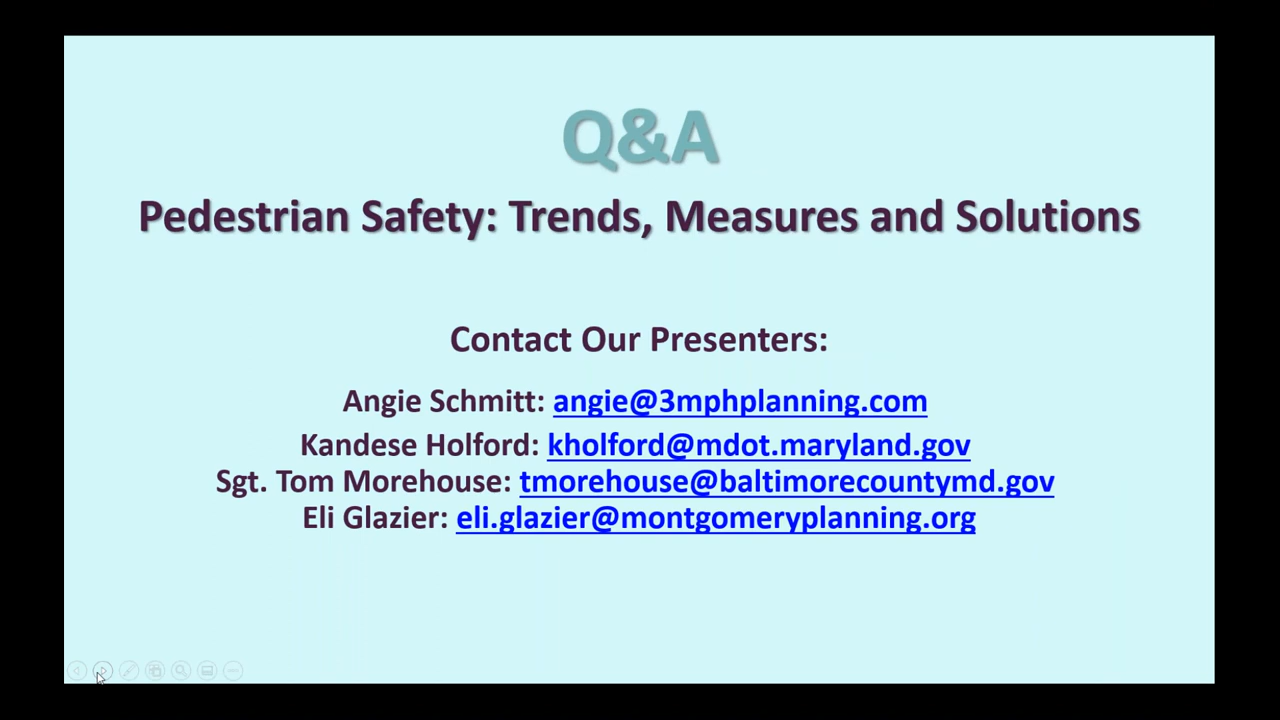 Q&A
Pedestrian Safety: Trends, Measures and Solutions
Contact Our Presenters:
Angie Schmitt: angie@3mphplanning.com
Kandese Holford: kholford@mdot.maryland.gov
Sgt. Tom Morehouse: tmorehouse@baltimorecountymd.gov
Eli Glazier: eli.glazier@montgomeryplanning.org